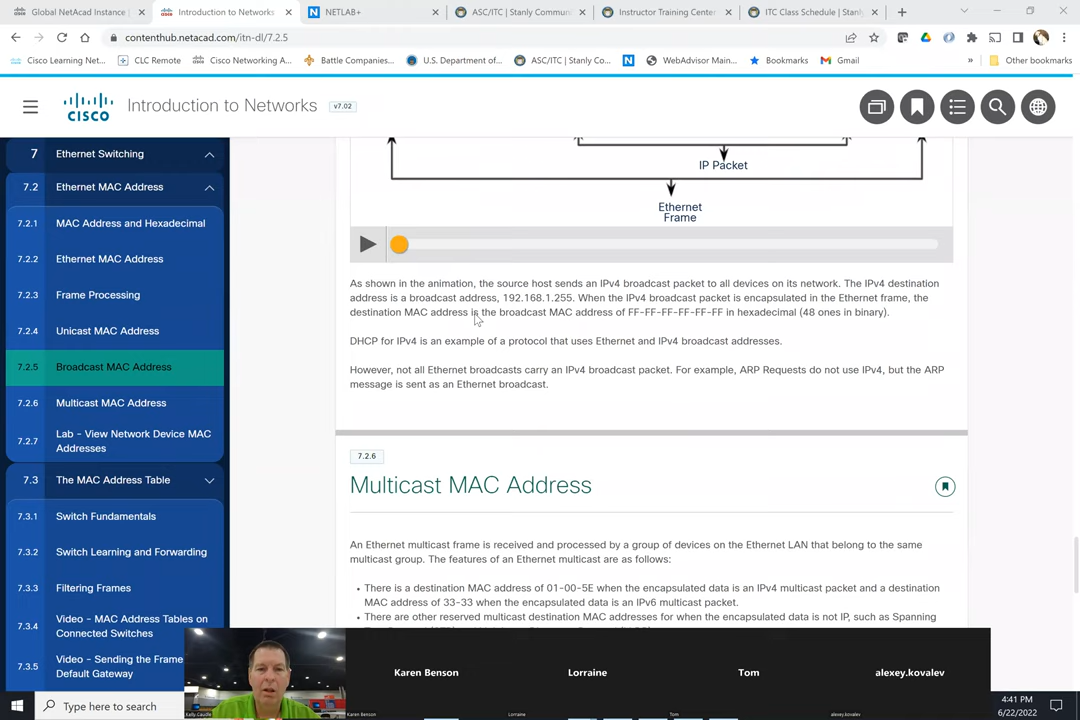 Global NetAcad Instance |
Introduction to Networks
NETLAB+
ASC/ITC | Stanly Commun
Instructor Training Center
ITC Class Schedule | Stanly
contenthub.netacad.com/itn-dl/7.2.5
Cisco Learning Net...
CLC Remote
Cisco Networking A...
Battle Companies...
U.S. Department of...
ASC/ITC | Stanly Co...
WebAdvisor Main...
Bookmarks
Gmail
»
Other bookmarks
CISCO
Introduction to Networks
v7.02
7 Ethernet Switching
7.2 Ethernet MAC Address
7.2.1 MAC Address and Hexadecimal
7.2.2 Ethernet MAC Address
7.2.3 Frame Processing
7.2.4 Unicast MAC Address
7.2.5 Broadcast MAC Address
7.2.6 Multicast MAC Address
7.2.7 Lab - View Network Device MAC
Addresses
7.3 The MAC Address Table
7.3.1 Switch Fundamentals
7.3.2 Switch Learning and Forwarding
7.3.3 Filtering Frames
7.3.4 Video - MAC Address Tables on
Connected Switches
7.3.5 Video - Sending the Frame
Default Gateway
IP Packet
Ethernet
Frame
As shown in the animation, the source host sends an IPv4 broadcast packet to all devices on its network. The IPv4 destination
address is a broadcast address, 192.168.1.255. When the IPv4 broadcast packet is encapsulated in the Ethernet frame, the
destination MAC address is the broadcast MAC address of FF-FF-FF-FF-FF-FF in hexadecimal (48 ones in binary).
DHCP for IPv4 is an example of a protocol that uses Ethernet and IPv4 broadcast addresses.
However, not all Ethernet broadcasts carry an IPv4 broadcast packet. For example, ARP Requests do not use IPv4, but the ARP
message is sent as an Ethernet broadcast.
7.2.6
Multicast MAC Address
An Ethernet multicast frame is received and processed by a group of devices on the Ethernet LAN that belong to the same
multicast group. The features of an Ethernet multicast are as follows:
• There is a destination MAC address of 01-00-5E when the encapsulated data is an IPv4 multicast packet and a destination
MAC address of 33-33 when the encapsulated data is an IPv6 multicast packet.
• There are other reserved multicast destination MAC addresses for when the encapsulated data is not IP, such as Spanning
Karen Benson
Lorraine
Tom
alexey.kovalev
Kelly Caudle
Karen Benson
Lorraine
Tom
alexey.kovalev
Type here to search
4:41 PM
6/22/2022